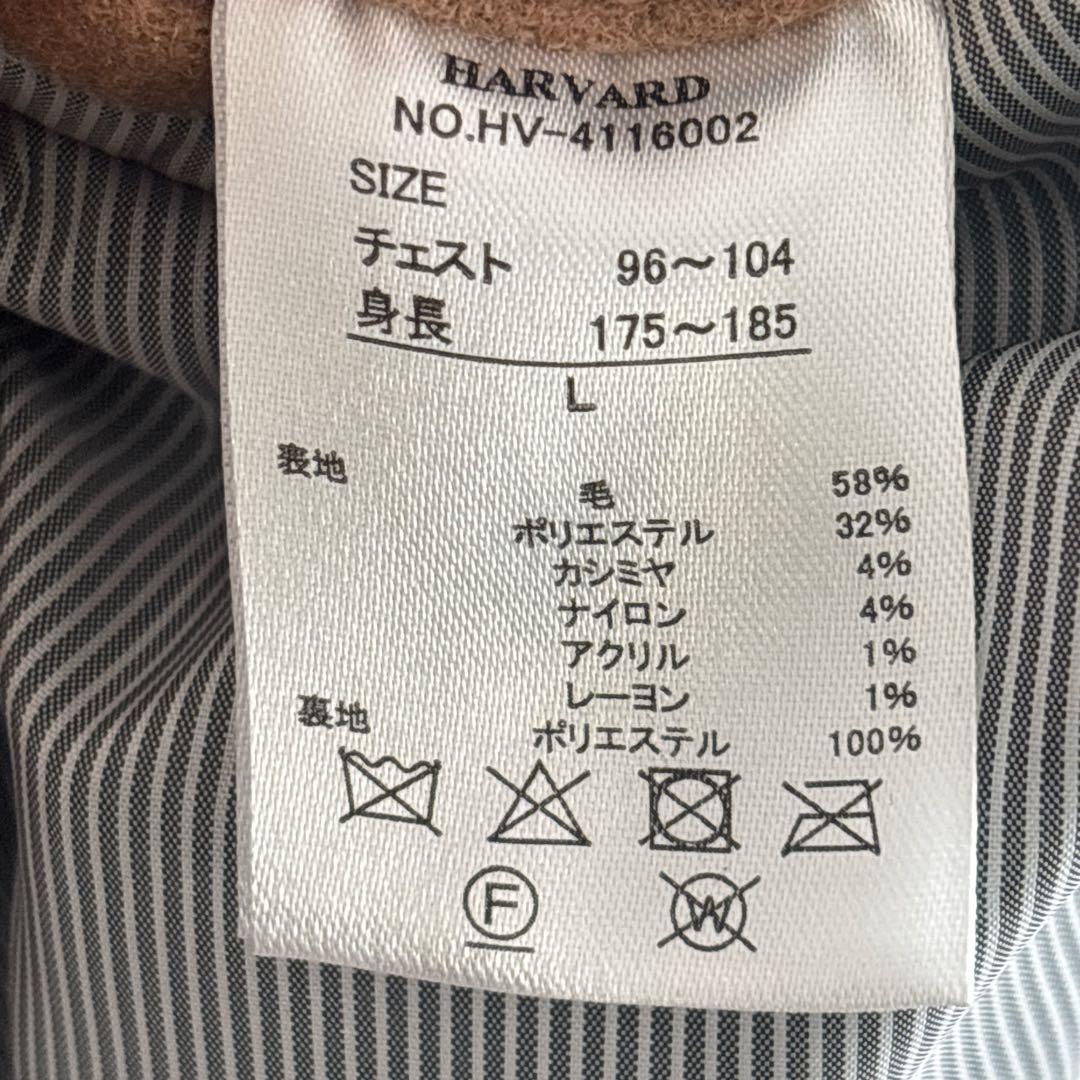 HARVARD
NO.HV-4116002
SIZE
チェスト 96～104
身長 175～185
L
表地
毛 58%
ポリエステル 32%
カシミヤ 4%
ナイロン 4%
アクリル 1%
レーヨン 1%
裏地
ポリエステル 100%
F W